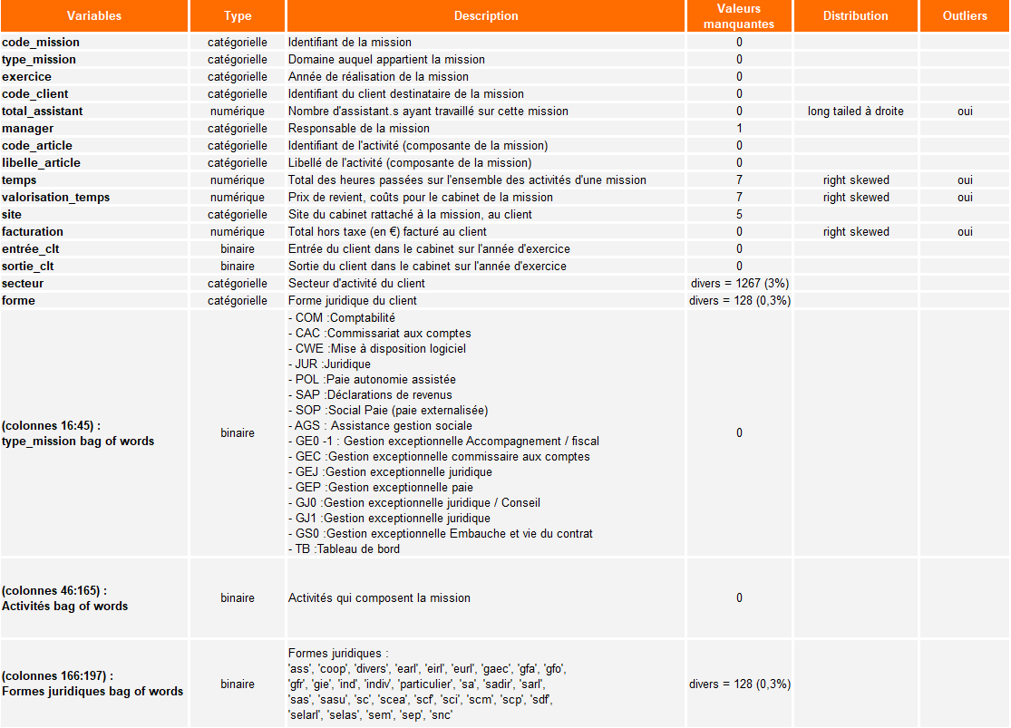 Variables Type Description Valeurs manquantes Distribution Outliers
code_mission catégorielle Identifiant de la mission 0
type_mission catégorielle Domaine auquel appartient la mission 0
exercice catégorielle Année de réalisation de la mission 0
code_client catégorielle Identifiant du client destinataire de la mission 0
total_assistant numérique Nombre d'assistant.s ayant travaillé sur cette mission 0 long tailed à droite oui
manager catégorielle Responsable de la mission 1
code_article catégorielle Identifiant de l'activité (composante de la mission) 0
libelle_article catégorielle Libellé de l'activité (composante de la mission) 0
temps numérique Total des heures passées sur l'ensemble des activités d'une mission 7 right skewed oui
valorisation_temps numérique Prix de revient, coûts pour le cabinet de la mission 7 right skewed oui
site catégorielle Site du cabinet rattaché à la mission, au client 5
facturation numérique Total hors taxe (en €) facturé au client 0 right skewed oui
entrée_clt binaire Entrée du client dans le cabinet sur l'année d'exercice 0
sortie_clt binaire Sortie du client dans le cabinet sur l'année d'exercice 0
secteur catégorielle Secteur d'activité du client divers = 1267 (3%)
forme catégorielle Forme juridique du client divers = 128 (0,3%)
(colonnes 16:45) :
type_mission bag of words
binaire
- COM :Comptabilité
- CAC :Commissariat aux comptes
- CWE :Mise à disposition logiciel
- JUR :Juridique
- POL :Paie autonomie assistée
- SAP :Déclarations de revenus
- SOP :Social Paie (paie externalisée)
- AGS : Assistance gestion sociale
- GE0 -1 : Gestion exceptionnelle Accompagnement / fiscal
- GEC :Gestion exceptionnelle commissaire aux comptes
- GEJ :Gestion exceptionnelle juridique
- GEP :Gestion exceptionnelle paie
- GJ0 :Gestion exceptionnelle juridique / Conseil
- GJ1 :Gestion exceptionnelle juridique
- GS0 :Gestion exceptionnelle Embauche et vie du contrat
- TB :Tableau de bord
0
(colonnes 46:165) :
Activités bag of words
binaire
Activités qui composent la mission
0
(colonnes 166:197) :
Formes juridiques bag of words
binaire
Formes juridiques :
'ass', 'coop', 'divers', 'earl', 'eirl', 'eurl', 'gaec', 'gfa', 'gfo',
'gfr', 'gie', 'ind', 'indiv', 'particulier', 'sa', 'sadir', 'sarl',
'sas', 'sasu', 'sc', 'scea', 'scf', 'sci', 'scm', 'scp', 'sdf',
'selarl', 'selas', 'sem', 'sep', 'snc'
divers = 128 (0,3%)